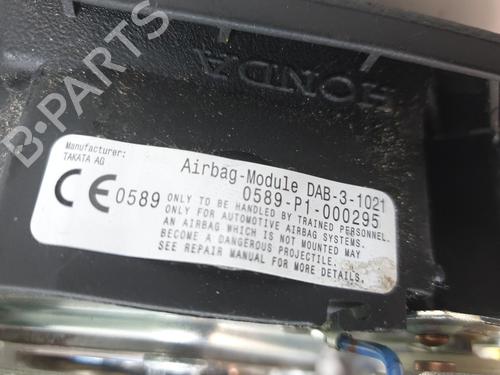 HONDA
Manufacturer:
TAKATA AG
Airbag-Module DAB-3-1021
0589-P1-000295
CE 0589
ONLY TO BE HANDLED BY TRAINED PERSONNEL.
ONLY FOR AUTOMOTIVE AIRBAG SYSTEMS.
AN AIRBAG WHICH IS NOT MOUNTED MAY
BECOME A DANGEROUS PROJECTILE.
SEE REPAIR MANUAL FOR MORE DETAILS.
B-PARTS